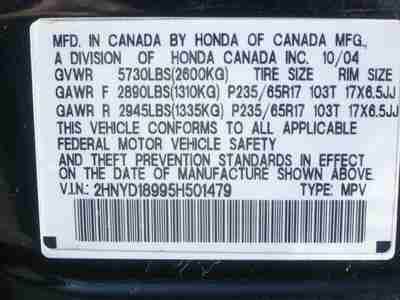 MFD. IN CANADA BY HONDA OF CANADA MFG.,
A DIVISION OF HONDA CANADA INC. 10/04
GVWR 5730LBS(2600KG) TIRE SIZE RIM SIZE
GAWR F 2890LBS(1310KG) P235/65R17 103T 17X6.5JJ
GAWR R 2945LBS(1335KG) P235/65R17 103T 17X6.5JJ
THIS VEHICLE CONFORMS TO ALL APPLICABLE
FEDERAL MOTOR VEHICLE SAFETY
STANDARDS IN EFFECT ON THE DATE
OF MANUFACTURE SHOWN ABOVE.
V.I.N.: 2HNYD18995H501479 TYPE: MPV